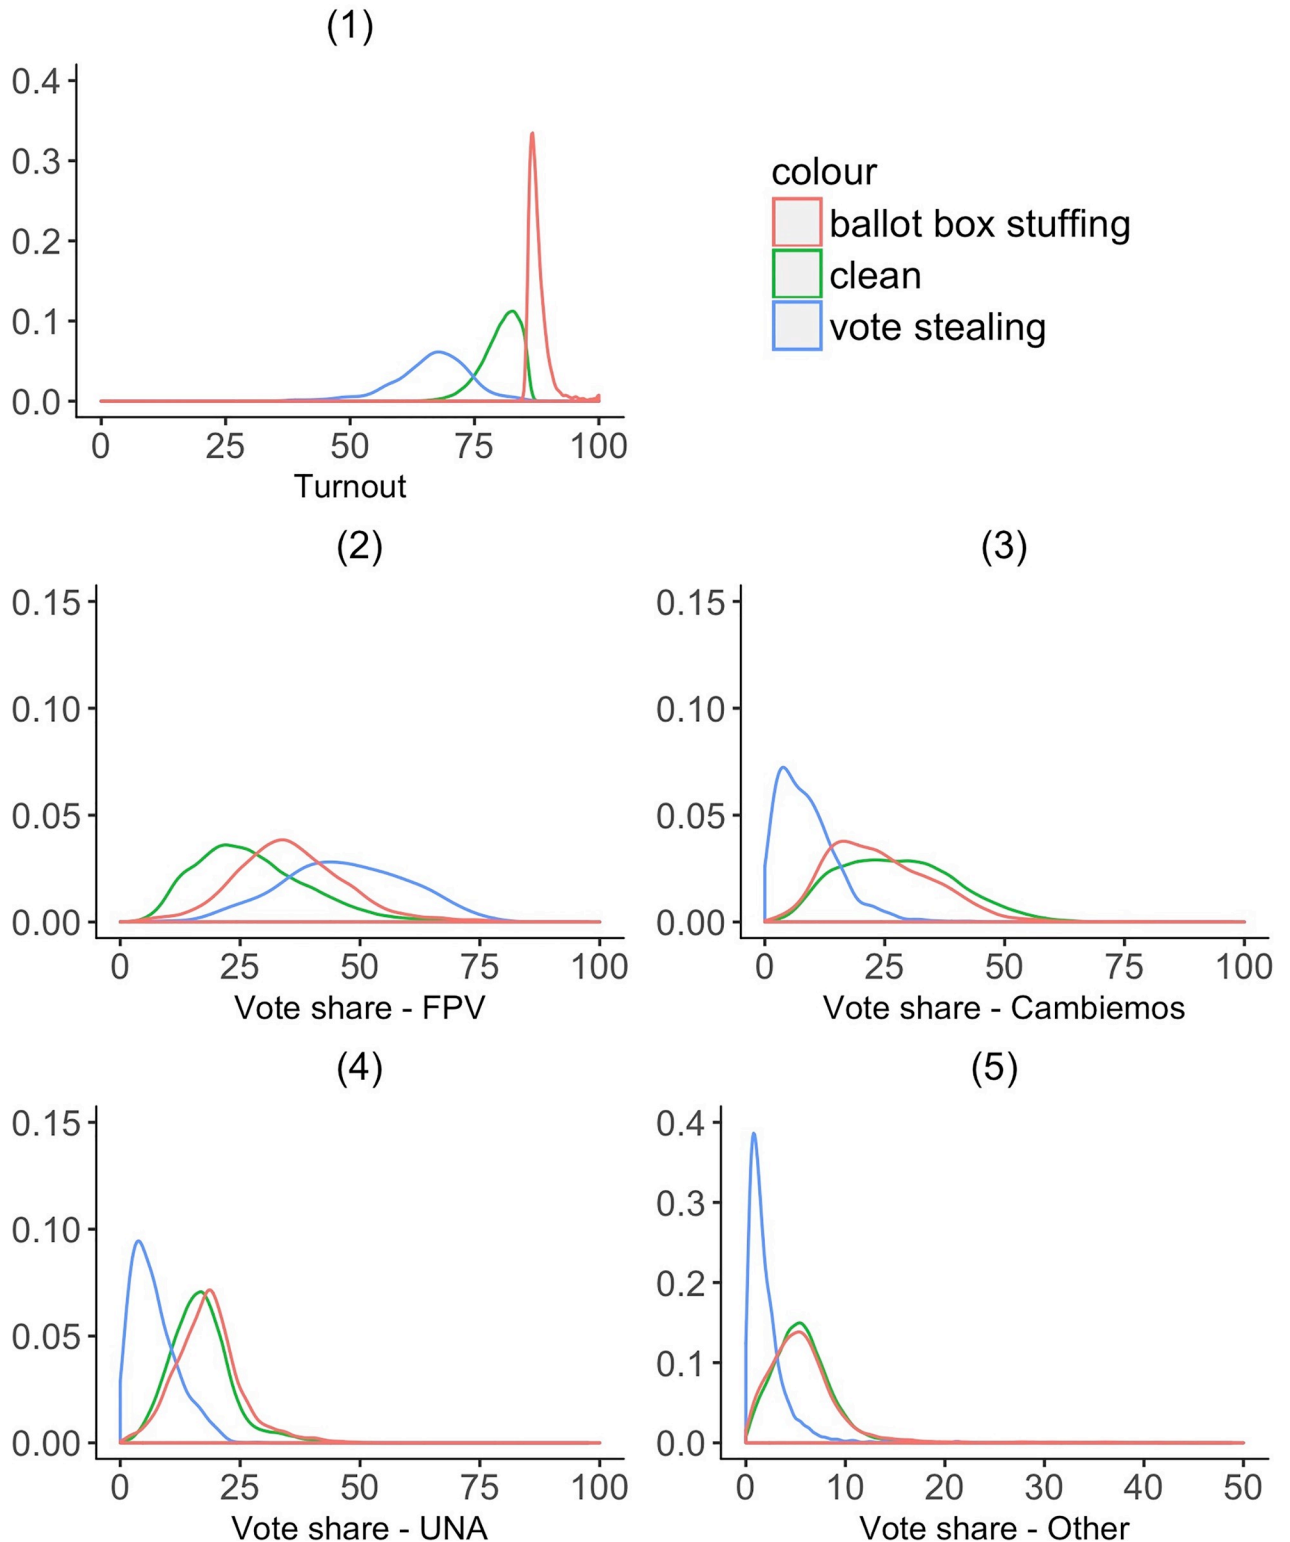 (1)
0.4
0.3
0.2
0.1
0.0
0 25 50 75 100
Turnout
colour
ballot box stuffing
clean
vote stealing
(2)
0.15
0.10
0.05
0.00
0 25 50 75 100
Vote share - FPV
(3)
0.15
0.10
0.05
0.00
0 25 50 75 100
Vote share - Cambiemos
(4)
0.15
0.10
0.05
0.00
0 25 50 75 100
Vote share - UNA
(5)
0.4
0.3
0.2
0.1
0.0
0 10 20 30 40 50
Vote share - Other